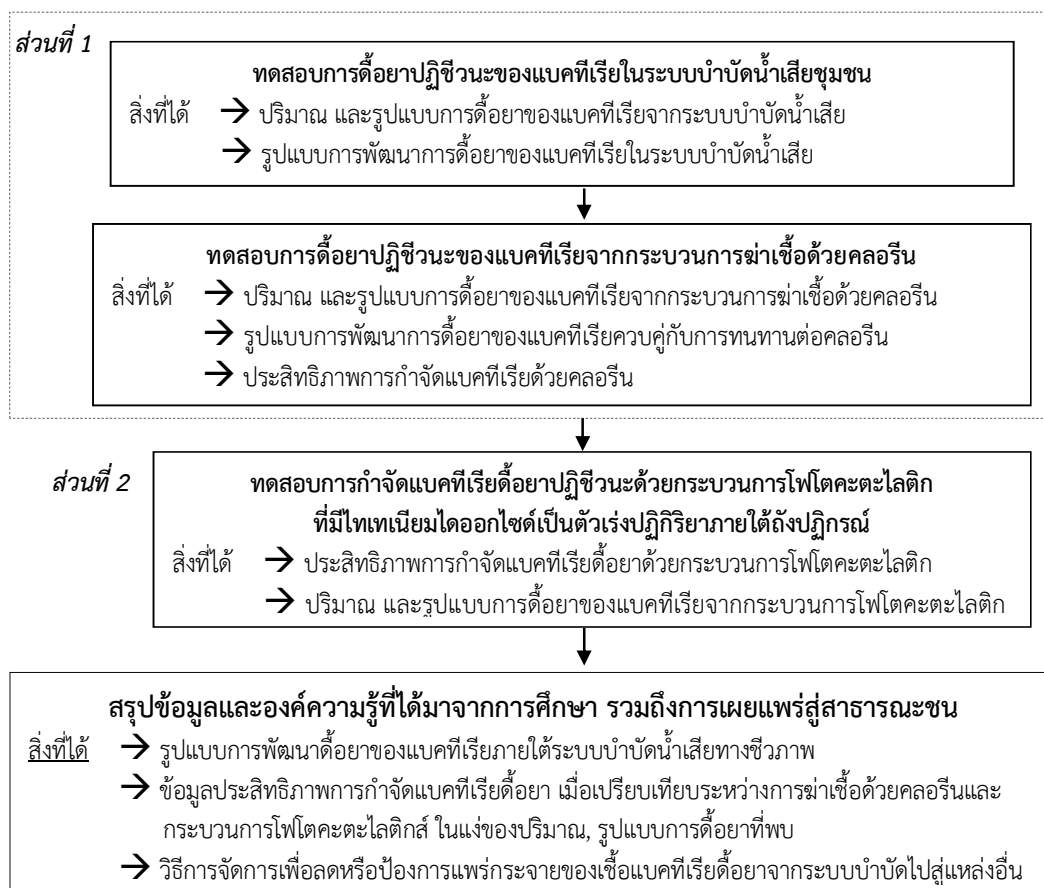 ส่วนที่ 1
ทดสอบการดื้อยาปฏิชีวนะของแบคทีเรียในระบบบำบัดน้ำเสียชุมชน
สิ่งที่ได้ → ปริมาณ และรูปแบบการดื้อยาของแบคทีเรียจากระบบบำบัดน้ำเสีย
→ รูปแบบการพัฒนาการดื้อยาของแบคทีเรียในระบบบำบัดน้ำเสีย
ทดสอบการดื้อยาปฏิชีวนะของแบคทีเรียจากกระบวนการฆ่าเชื้อด้วยคลอรีน
สิ่งที่ได้ → ปริมาณ และรูปแบบการดื้อยาของแบคทีเรียจากกระบวนการฆ่าเชื้อด้วยคลอรีน
→ รูปแบบการพัฒนาการดื้อยาของแบคทีเรียควบคู่กับการทนทานต่อคลอรีน
→ ประสิทธิภาพการกำจัดแบคทีเรียด้วยคลอรีน
ส่วนที่ 2
ทดสอบการกำจัดแบคทีเรียดื้อยาปฏิชีวนะด้วยกระบวนการโฟโตคะตะไลติก
ที่มีไทเทเนียมไดออกไซด์เป็นตัวเร่งปฏิกิริยาภายใต้ถังปฏิกรณ์
สิ่งที่ได้ → ประสิทธิภาพการกำจัดแบคทีเรียดื้อยาด้วยกระบวนการโฟโตคะตะไลติก
→ ปริมาณ และรูปแบบการดื้อยาของแบคทีเรียจากกระบวนการโฟโตคะตะไลติก
สรุปข้อมูลและองค์ความรู้ที่ได้มาจากการศึกษา รวมถึงการเผยแพร่สู่สาธารณะชน
สิ่งที่ได้ → รูปแบบการพัฒนาดื้อยาของแบคทีเรียภายใต้ระบบบำบัดน้ำเสียทางชีวภาพ
→ ข้อมูลประสิทธิภาพการกำจัดแบคทีเรียดื้อยา เมื่อเปรียบเทียบระหว่างการฆ่าเชื้อด้วยคลอรีนและ
กระบวนการโฟโตคะตะไลติกส์ ในแง่ของปริมาณ, รูปแบบการดื้อยาที่พบ
→ วิธีการจัดการเพื่อลดหรือป้องการแพร่กระจายของเชื้อแบคทีเรียดื้อยาจากระบบบำบัดไปสู่แหล่งอื่น